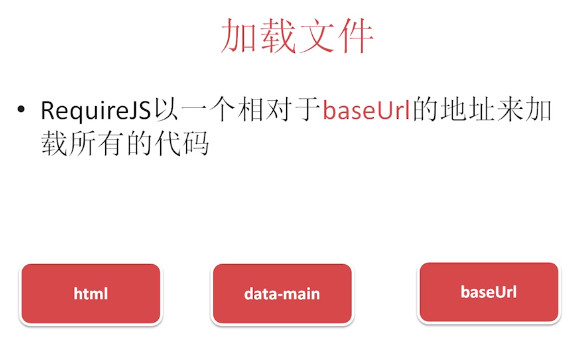 加载文件
• RequireJS以一个相对于baseUrl的地址来加
载所有的代码
html
data-main
baseUrl